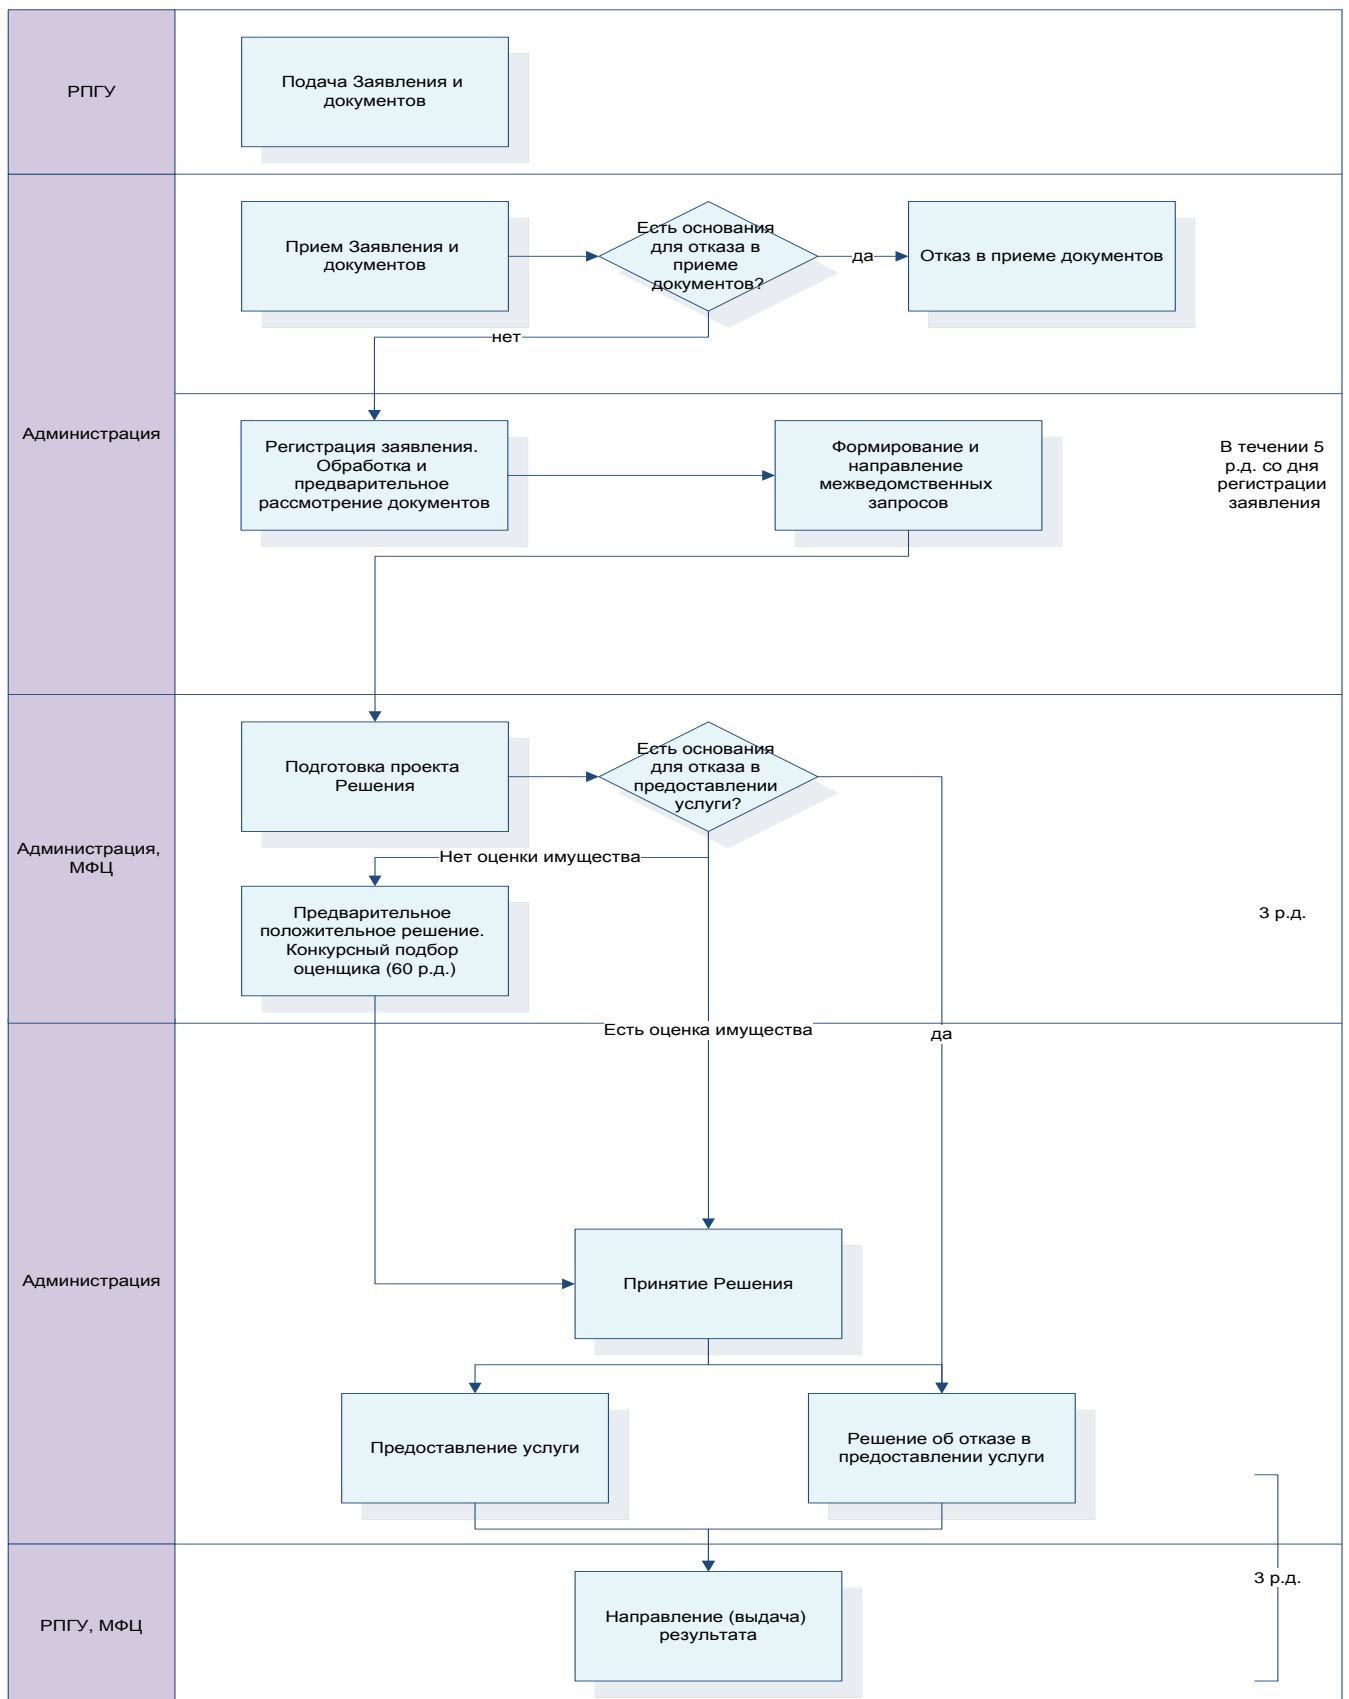 РПГУ
Подача Заявления и
документов
Администрация
Прием Заявления и
документов
Есть основания
для отказа в
приеме
документов?
да
Отказ в приеме документов
нет
Регистрация заявления.
Обработка и
предварительное
рассмотрение документов
Формирование и
направление
межведомственных
запросов
В течении 5
р.д. со дня
регистрации
заявления
Администрация,
МФЦ
Подготовка проекта
Решения
Есть основания
для отказа в
предоставлении
услуги?
Нет оценки имущества
Предварительное
положительное решение.
Конкурсный подбор
оценщика (60 р.д.)
3 р.д.
Есть оценка имущества
да
Администрация
Принятие Решения
Предоставление услуги
Решение об отказе в
предоставлении услуги
3 р.д.
РПГУ, МФЦ
Направление (выдача)
результата